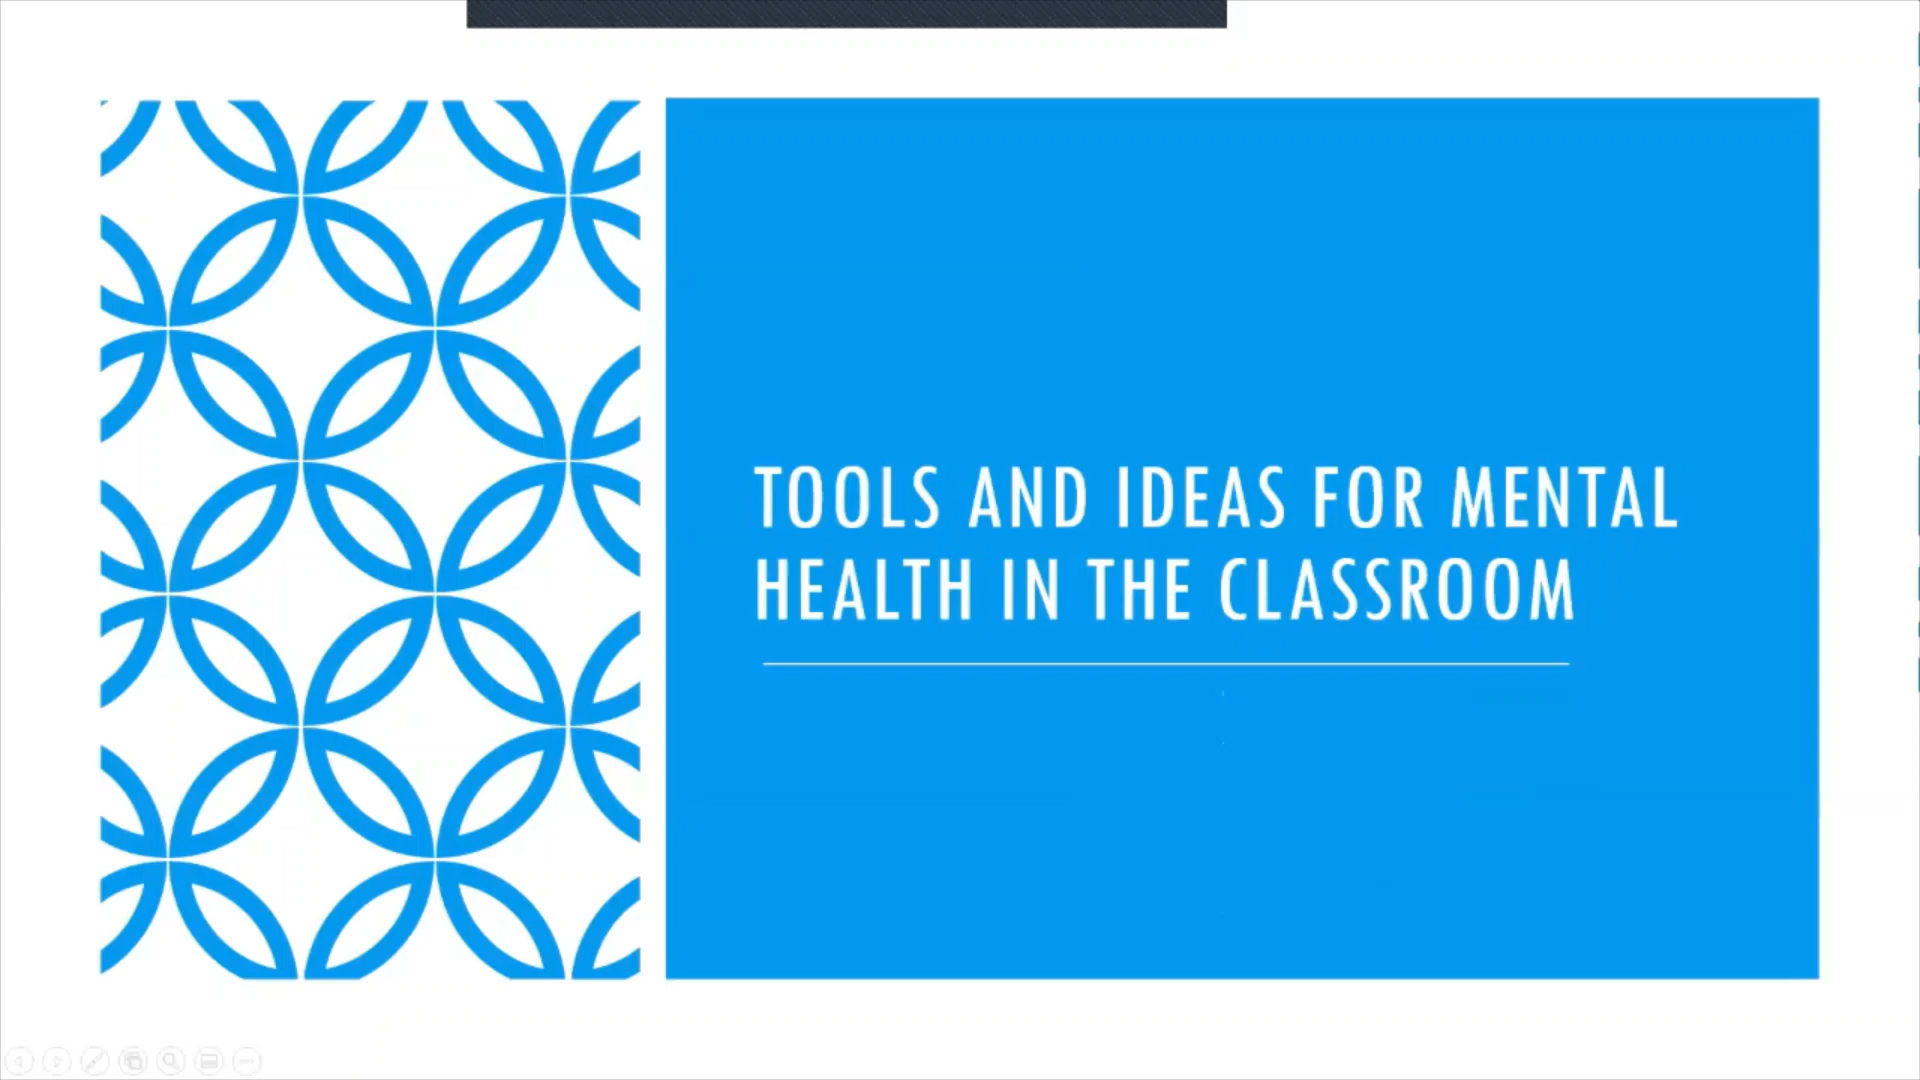 TOOLS AND IDEAS FOR MENTAL
HEALTH IN THE CLASSROOM